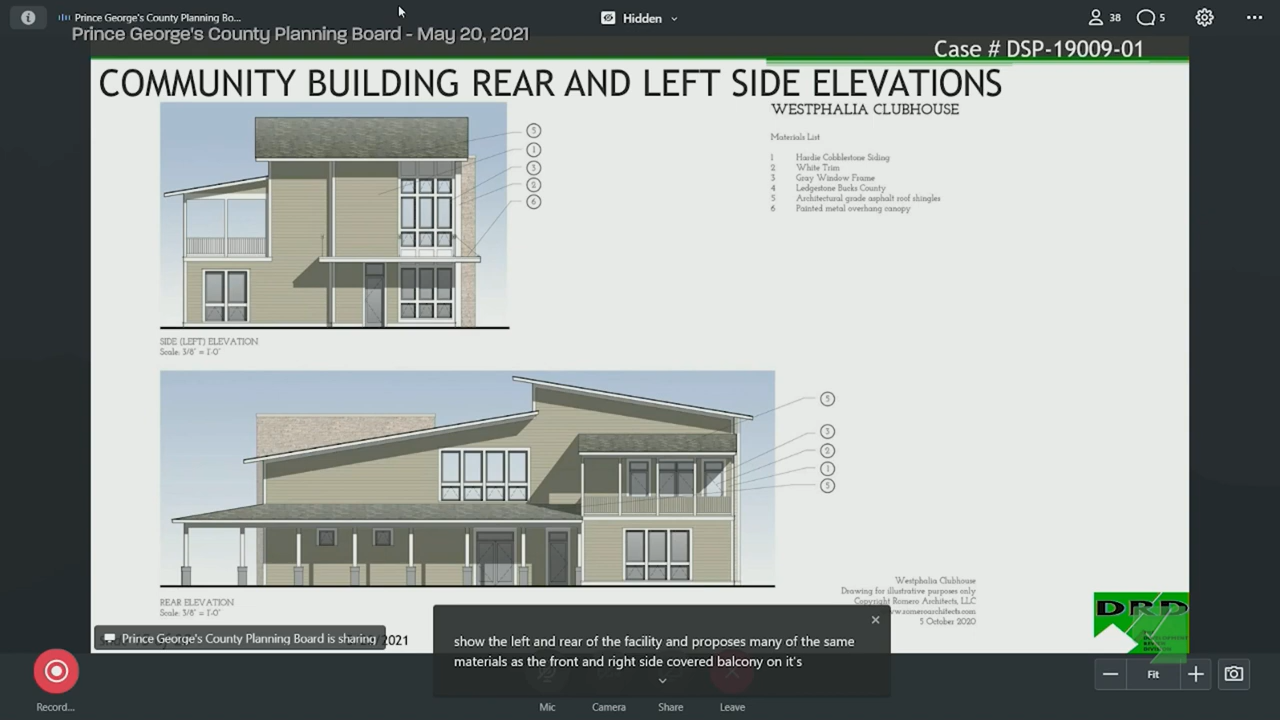 Prince George's County Planning Bo...
Hidden
38
5
Prince George's County Planning Board - May 20, 2021
Case # DSP-19009-01
COMMUNITY BUILDING REAR AND LEFT SIDE ELEVATIONS
WESTPHALIA CLUBHOUSE
Materials List
1 Hardie Cobblestone Siding
2 White Trim
3 Gray Window Frame
4 Ledgestone Bucks County
5 Architectural grade asphalt roof shingles
6 Painted metal overhang canopy
5
1
3
2
6
SIDE (LEFT) ELEVATION
Scale: 3/8" = 1'-0"
5
3
2
1
5
REAR ELEVATION
Scale: 3/8" = 1'-0"
Westphalia Clubhouse
Drawing for illustrative purposes only
Copyright Romero Architects, LLC
5 October 2020
DRD
Prince George's County Planning Board is sharing
2021
show the left and rear of the facility and proposes many of the same
materials as the front and right side covered balcony on it's
Record...
Mic
Camera
Share
Leave
Fit